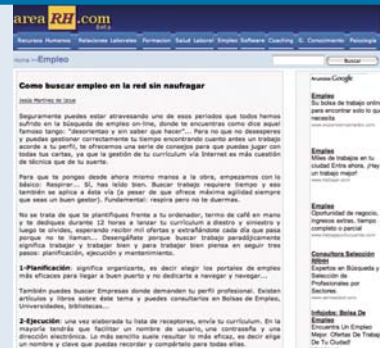 area RH .com
beta
Recursos Humanos Relaciones Laborales Formacion Salud Laboral Empleo Software Coaching G. Conocimiento Psicología
Home >>Empleo
Buscar
Como buscar empleo en la red sin naufragar
Seguramente puedes estar atravesando uno de esos periodos que todos hemos
sufrido en la búsqueda de empleo on-line, donde te encuentras como dice aquel
famoso tango: "desorientao y sin saber que hacer"... Para no que no desesperes
y puedas gestionar correctamente tu tiempo encontrando cuanto antes un trabajo
acorde a tu perfil, te ofrecemos una serie de consejos para que puedas jugar con
todas tus cartas, ya que la gestión de tu currículum vía Internet es más cuestión
de técnica que de tu suerte.
Para que te pongas desde ahora mismo manos a la obra, empezamos con lo
básico: Respirar... Sí, has leído bien. Buscar trabajo requiere tiempo y eso
también se aplica a ésta vía (a pesar de que ofrece máxima agilidad siempre
que seas un buen gestor). Fundamental: respira pero no te duermas.
No se trata de que te plantifiques frente a tu ordenador, termo de café en mano
y te dediques durante 12 horas a lanzar tu currículum a diestro y siniestro y
luego te olvides, esperando recibir mil ofertas y extrañándote cada día que pasa
porque no te llaman... Desengáñate porque buscar trabajo paradójicamente
significa trabajar y trabajar bien y para trabajar bien pienso en seguir tres
pasos: planificación, ejecución y mantenimiento.
1-Planificación: significa organizarte, es decir elegir los portales de empleo
más eficaces para llegar a buen puerto y no dedicarte a navegar y navegar...
También puedes buscar Empresas donde demanden tu perfil profesional. Existen
artículos y libros sobre éste tema y puedes consultarlos en Bolsas de Empleo,
Universidades, bibliotecas...
2-Ejecución: una vez elaborada tu lista de receptores, envía tu currículum. En la
mayoría tendrás que facilitar un nombre de usuario, una contraseña y una
dirección electrónica. Lo más sencillo suele resultar lo más eficaz, es decir elige
un nombre y clave que puedas recordar y compártelo para todas ellas.
Anuncios Google
Empleo
Su bolsa de trabajo online
para encontrar solo lo que
necesita
Empleo
Miles de trabajos en tu
ciudad Entra ahora. ¡Hay
un trabajo mejor!
Empleo
Oportunidad de negocio,
Ingresos extras. tiempo
completo o parcial
Consultora Selección
Expertos en Búsqueda y
Selección de
Profesionales por
Sectores
Infojobs: Bolsa De
Empleo
Encuentra Un Empleo
Mejor. Ofertas De Trabajo
De Tu Ciudad!